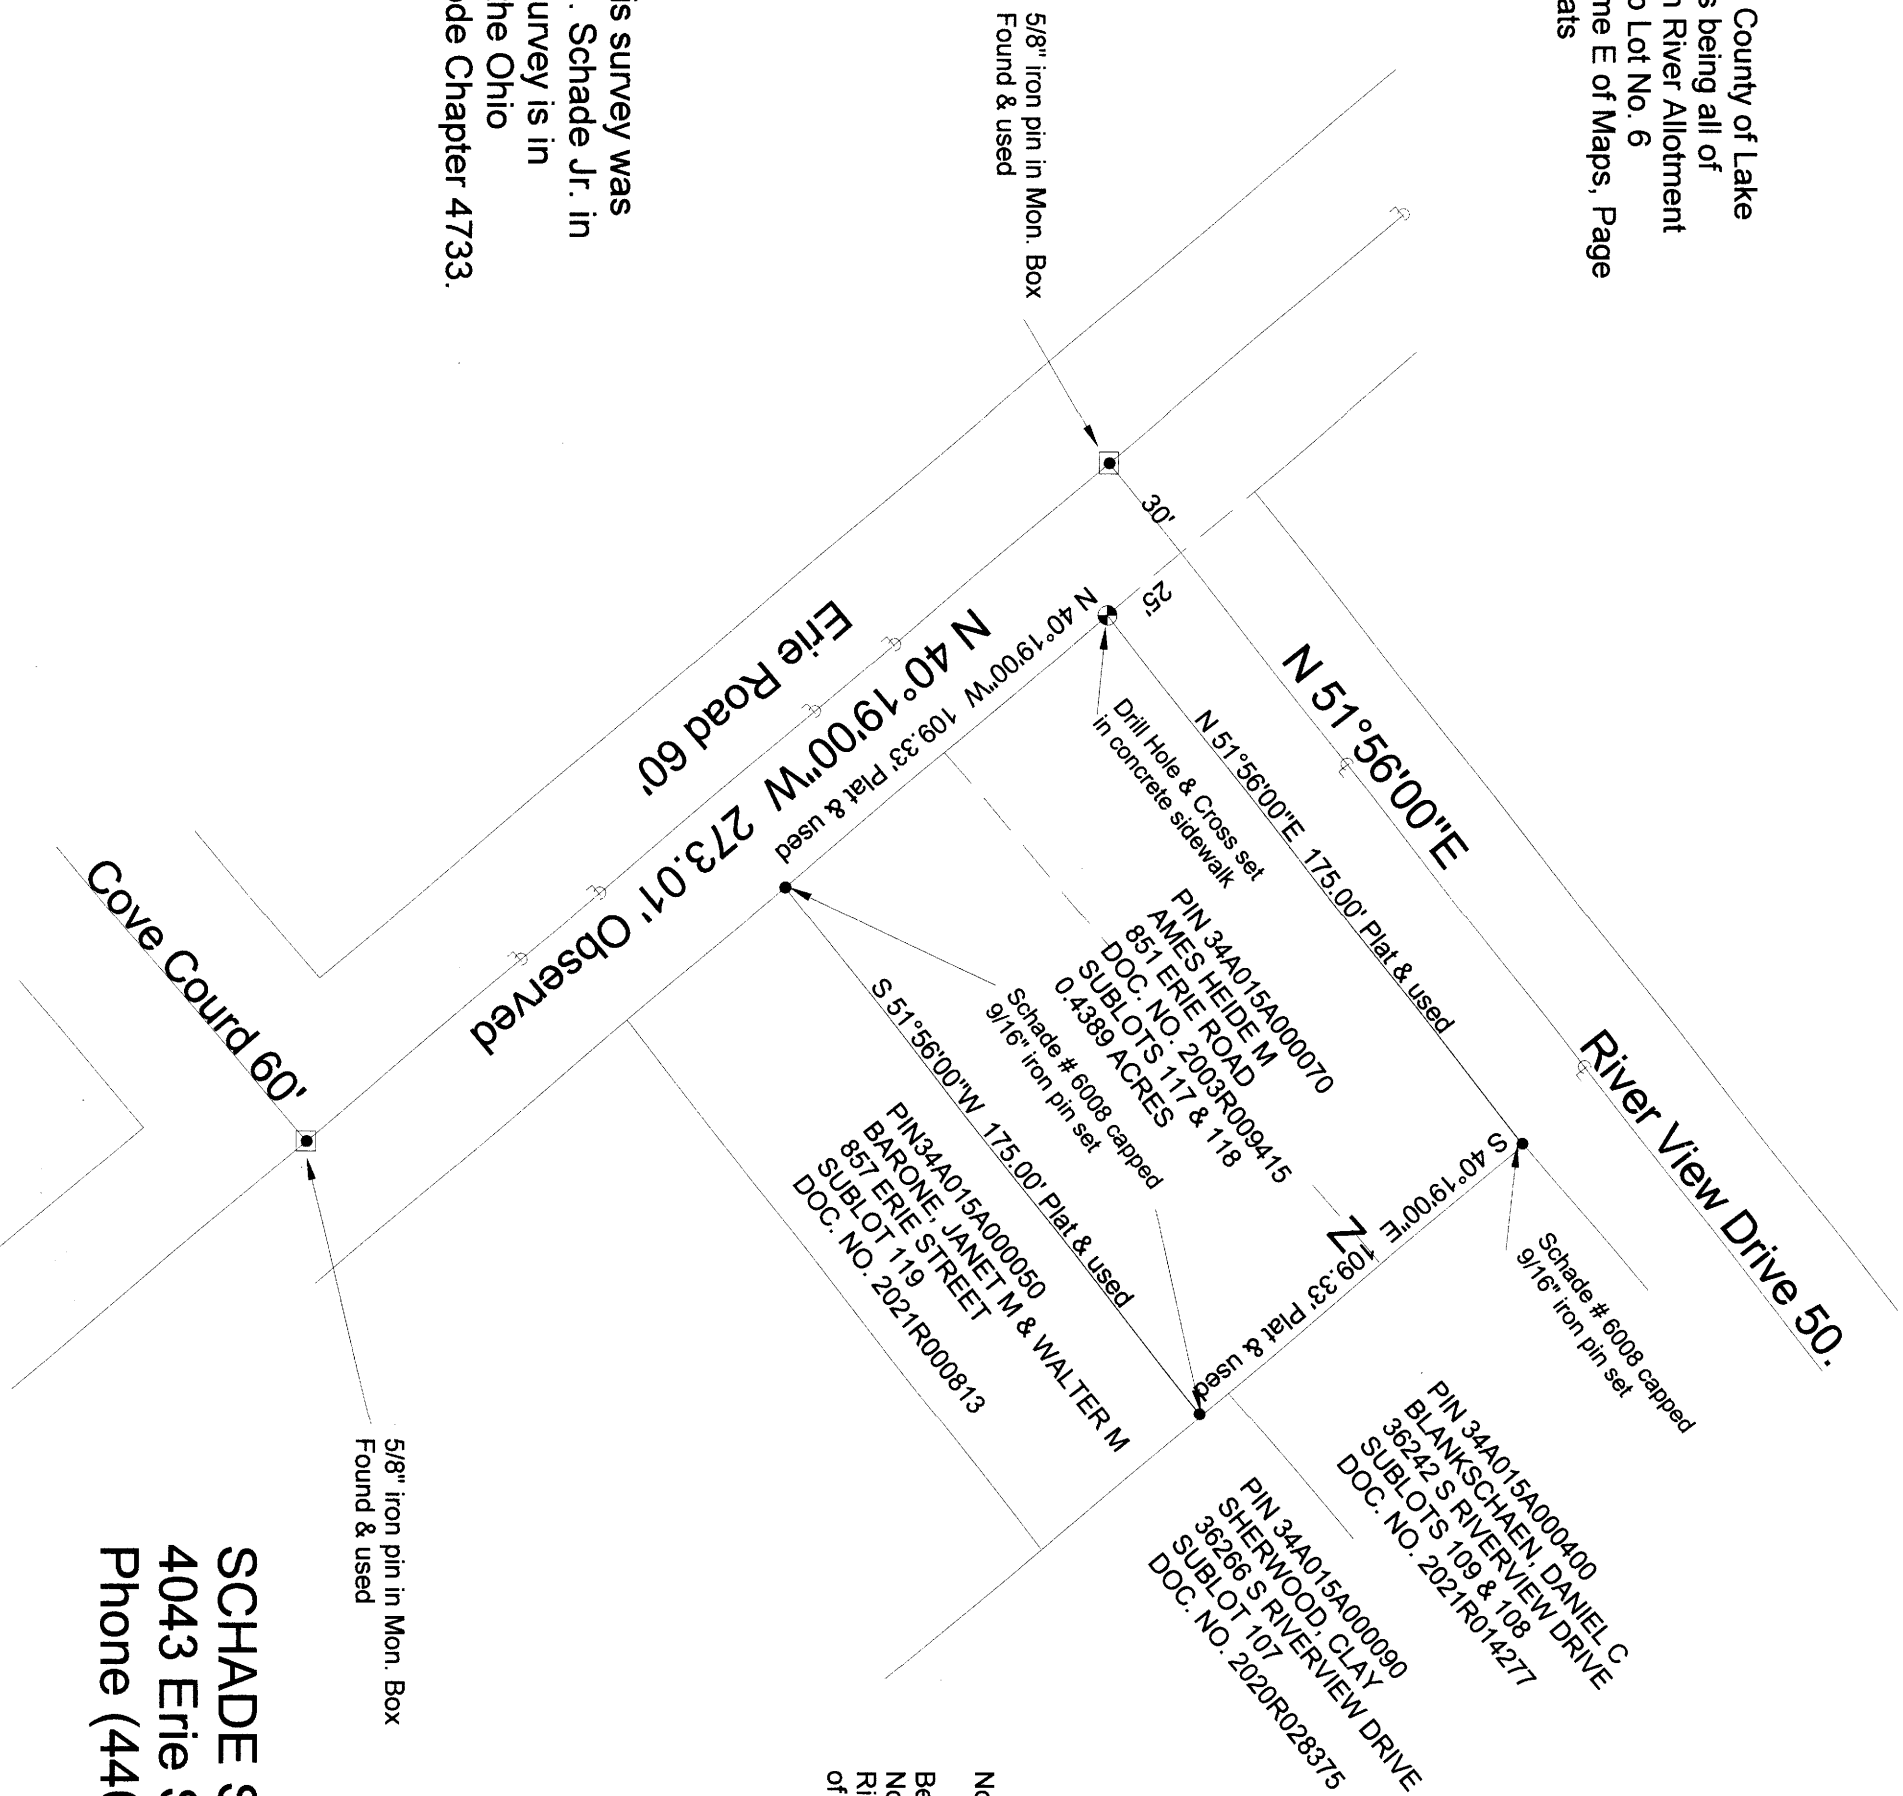 County of Lake
s being all of
n River Allotment
o Lot No. 6
me E of Maps, Page
ats
is survey was
. Schade Jr. in
urvey is in
he Ohio
ode Chapter 4733.
5/8" iron pin in Mon. Box
Found & used
30'
25'
N 51°56'00"E
River View Drive 50.
Erie Road 60'
N 40°19'00"W 273.01' Observed
N 40°19'00"W 109.33' Plat & used
Drill Hole & Cross set
in concrete sidewalk
N 51°56'00"E 175.00' Plat & used
PIN 34A015A000070
AMES HEIDE M
851 ERIE ROAD
DOC. NO. 2003R009415
SUBLOTS 117 & 118
0.4389 ACRES
Schade # 6008 capped
9/16" iron pin set
S 51°56'00"W 175.00' Plat & used
S 40°19'00"E 109.33' Plat & used
Z
Schade # 6008 capped
9/16" iron pin set
PIN34A015A000050
BARONE, JANET M & WALTER M
857 ERIE STREET
SUBLOT 119
DOC. NO. 2021R000813
PIN 34A015A000400
BLANKSCHAEN, DANIEL C
36242 S RIVERVIEW DRIVE
SUBLOTS 109 & 108
DOC. NO. 2021R014277
PIN 34A015A000090
SHERWOOD, CLAY
36266 S RIVERVIEW DRIVE
SUBLOT 107
DOC. NO. 2020R028375
Cove Courd 60'
5/8" iron pin in Mon. Box
Found & used
SCHADE S
4043 Erie S
Phone (440
No
Be
No
Ri
of